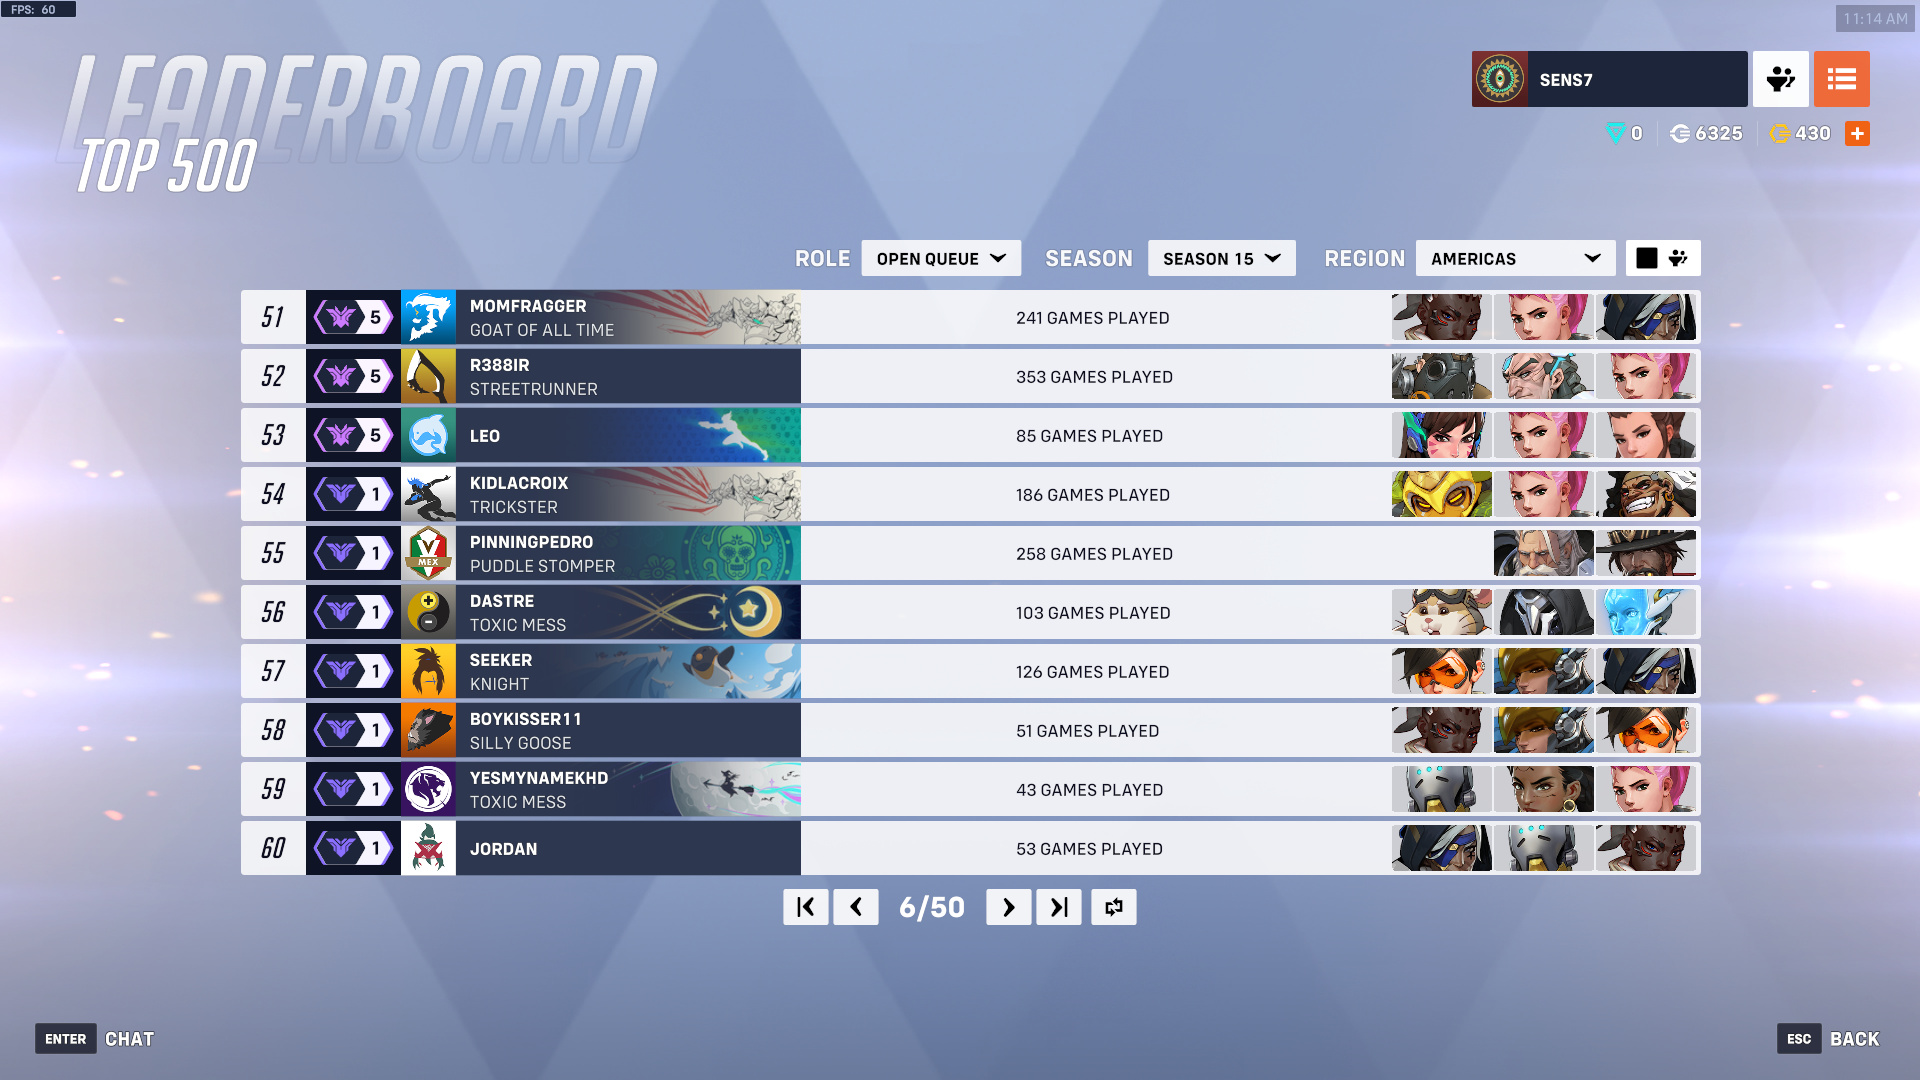 FPS: 60
11:14 AM
LEADERBOARD
TOP 500
SENS7
0 6325 430
ROLE OPEN QUEUE SEASON SEASON 15 REGION AMERICAS
51 5 MOMFRAGGER 241 GAMES PLAYED
GOAT OF ALL TIME
52 5 R388IR 353 GAMES PLAYED
STREETRUNNER
53 5 LEO 85 GAMES PLAYED
54 1 KIDLACROIX 186 GAMES PLAYED
TRICKSTER
55 1 MEX PINNINGPEDRO 258 GAMES PLAYED
PUDDLE STOMPER
56 1 DASTRE 103 GAMES PLAYED
TOXIC MESS
57 1 SEEKER 126 GAMES PLAYED
KNIGHT
58 1 BOYKISSER11 51 GAMES PLAYED
SILLY GOOSE
59 1 YESMYNAMEKHD 43 GAMES PLAYED
TOXIC MESS
60 1 JORDAN 53 GAMES PLAYED
6/50
ENTER CHAT
ESC BACK